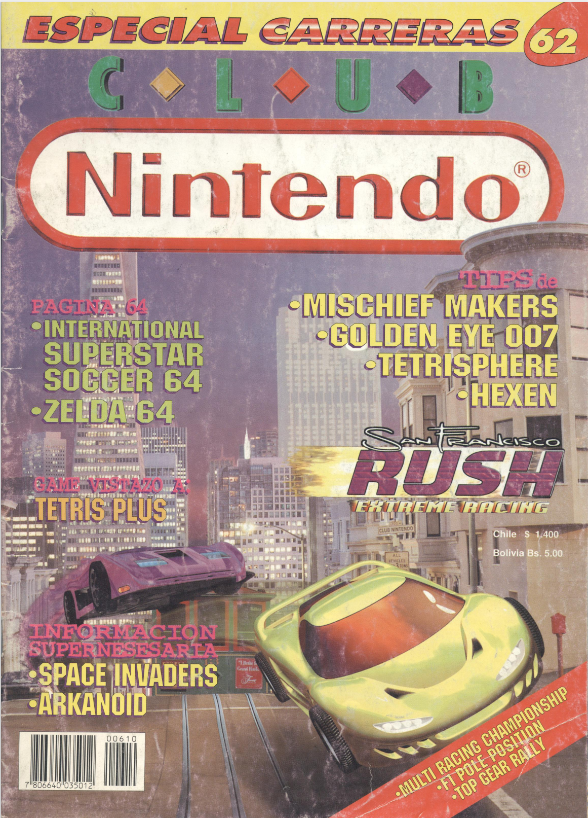 ESPECIAL CARRERAS
62
CLUB
Nintendo®
TIPS de
•MISCHIEF MAKERS
•GOLDEN EYE 007
•TETRISPHERE
•HEXEN
PAGINA 64
•INTERNATIONAL
SUPERSTAR
SOCCER 64
•ZELDA 64
SAN FRANCISCO
RUSH
EXTREME RACING
GAME VISTAZO A:
TETRIS PLUS
Chile $ 1,400
Bolivia Bs. 5.00
INFORMACION
SUPERNESESARIA
•SPACE INVADERS
•ARKANOID
•MULTI RACING CHAMPIONSHIP
•F1 POLE POSITION
•TOP GEAR RALLY
00610
7 806640 035012